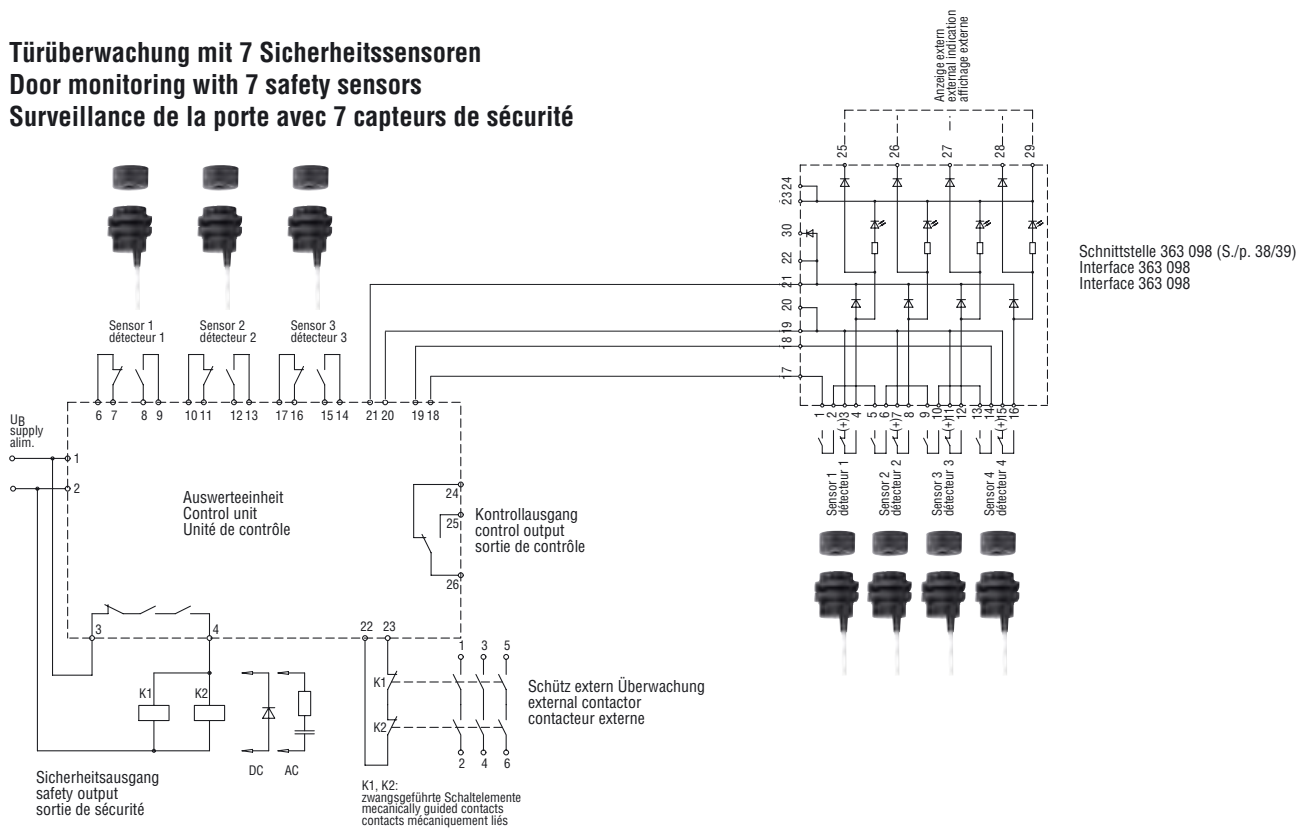 Türüberwachung mit 7 Sicherheitssensoren
Door monitoring with 7 safety sensors
Surveillance de la porte avec 7 capteurs de sécurité
Anzeige extern
external indication
affichage externe
25 26 27 28 29
23 24
30
22
21
20
19
18
17
Schnittstelle 363 098 (S./p. 38/39)
Interface 363 098
Interface 363 098
1 2 (+)3 4 5 6 (+)7 8 9 10 (+)11 12 13 14 (+)15 16
Sensor 1
détecteur 1
Sensor 2
détecteur 2
Sensor 3
détecteur 3
Sensor 4
détecteur 4
Sensor 1
détecteur 1
Sensor 2
détecteur 2
Sensor 3
détecteur 3
6 7 8 9 10 11 12 13 17 16 15 14 21 20 19 18
UB
supply
alim.
1
2
Auswerteeinheit
Control unit
Unité de contrôle
24
25
26
Kontrollausgang
control output
sortie de contrôle
3 4 22 23
1 3 5
K1 K2
K1
K2
Schütz extern Überwachung
external contactor
contacteur externe
2 4 6
DC AC
Sicherheitsausgang
safety output
sortie de sécurité
K1, K2:
zwangsgeführte Schaltelemente
mecanically guided contacts
contacts mécaniquement liés